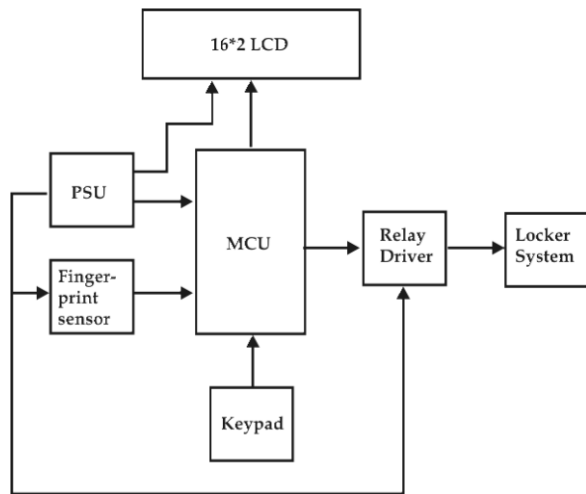 16*2 LCD
PSU
MCU
Relay
Driver
Locker
System
Finger-
print
sensor
Keypad